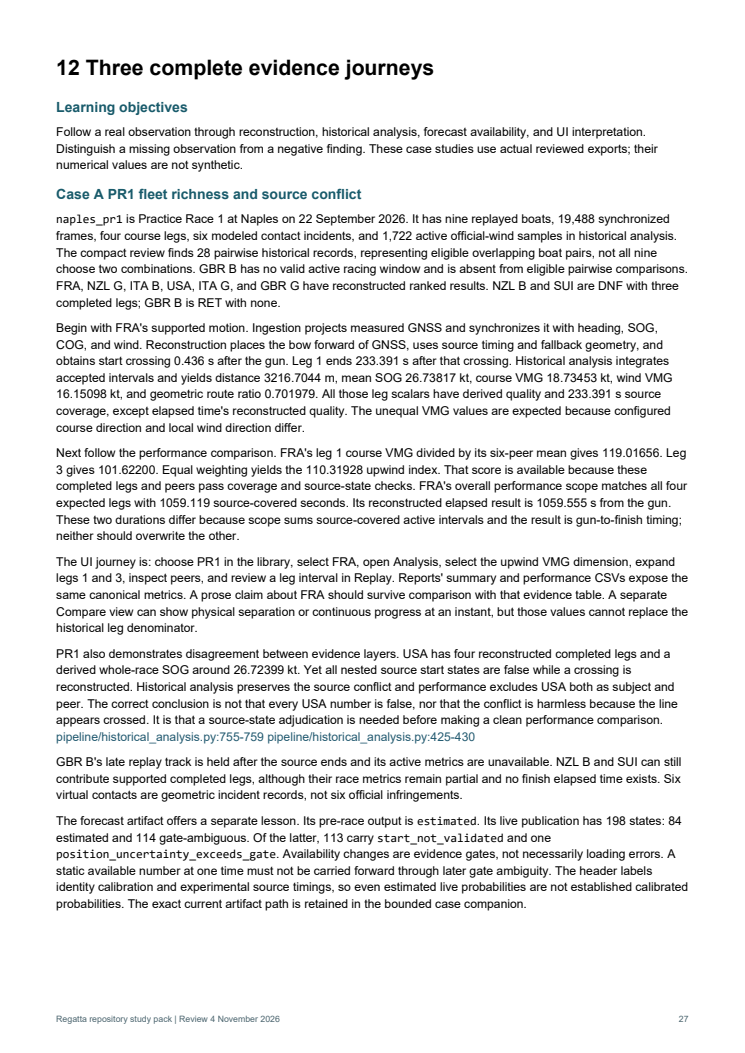 12 Three complete evidence journeys
Learning objectives
Follow a real observation through reconstruction, historical analysis, forecast availability, and UI interpretation.
Distinguish a missing observation from a negative finding. These case studies use actual reviewed exports; their
numerical values are not synthetic.
Case A PR1 fleet richness and source conflict
naples_pr1 is Practice Race 1 at Naples on 22 September 2026. It has nine replayed boats, 19,488 synchronized
frames, four course legs, six modeled contact incidents, and 1,722 active official-wind samples in historical analysis.
The compact review finds 28 pairwise historical records, representing eligible overlapping boat pairs, not all nine
choose two combinations. GBR B has no valid active racing window and is absent from eligible pairwise comparisons.
FRA, NZL G, ITA B, USA, ITA G, and GBR G have reconstructed ranked results. NZL B and SUI are DNF with three
completed legs; GBR B is RET with none.
Begin with FRA's supported motion. Ingestion projects measured GNSS and synchronizes it with heading, SOG,
COG, and wind. Reconstruction places the bow forward of GNSS, uses source timing and fallback geometry, and
obtains start crossing 0.436 s after the gun. Leg 1 ends 233.391 s after that crossing. Historical analysis integrates
accepted intervals and yields distance 3216.7044 m, mean SOG 26.73817 kt, course VMG 18.73453 kt, wind VMG
16.15098 kt, and geometric route ratio 0.701979. All those leg scalars have derived quality and 233.391 s source
coverage, except elapsed time's reconstructed quality. The unequal VMG values are expected because configured
course direction and local wind direction differ.
Next follow the performance comparison. FRA's leg 1 course VMG divided by its six-peer mean gives 119.01656. Leg
3 gives 101.62200. Equal weighting yields the 110.31928 upwind index. That score is available because these
completed legs and peers pass coverage and source-state checks. FRA's overall performance scope matches all four
expected legs with 1059.119 source-covered seconds. Its reconstructed elapsed result is 1059.555 s from the gun.
These two durations differ because scope sums source-covered active intervals and the result is gun-to-finish timing;
neither should overwrite the other.
The UI journey is: choose PR1 in the library, select FRA, open Analysis, select the upwind VMG dimension, expand
legs 1 and 3, inspect peers, and review a leg interval in Replay. Reports' summary and performance CSVs expose the
same canonical metrics. A prose claim about FRA should survive comparison with that evidence table. A separate
Compare view can show physical separation or continuous progress at an instant, but those values cannot replace the
historical leg denominator.
PR1 also demonstrates disagreement between evidence layers. USA has four reconstructed completed legs and a
derived whole-race SOG around 26.72399 kt. Yet all nested source start states are false while a crossing is
reconstructed. Historical analysis preserves the source conflict and performance excludes USA both as subject and
peer. The correct conclusion is not that every USA number is false, nor that the conflict is harmless because the line
appears crossed. It is that a source-state adjudication is needed before making a clean performance comparison.
pipeline/historical_analysis.py:755-759 pipeline/historical_analysis.py:425-430
GBR B's late replay track is held after the source ends and its active metrics are unavailable. NZL B and SUI can still
contribute supported completed legs, although their race metrics remain partial and no finish elapsed time exists. Six
virtual contacts are geometric incident records, not six official infringements.
The forecast artifact offers a separate lesson. Its pre-race output is estimated. Its live publication has 198 states: 84
estimated and 114 gate-ambiguous. Of the latter, 113 carry start_not_validated and one
position_uncertainty_exceeds_gate. Availability changes are evidence gates, not necessarily loading errors. A
static available number at one time must not be carried forward through later gate ambiguity. The header labels
identity calibration and experimental source timings, so even estimated live probabilities are not established calibrated
probabilities. The exact current artifact path is retained in the bounded case companion.
Regatta repository study pack | Review 4 November 2026
27